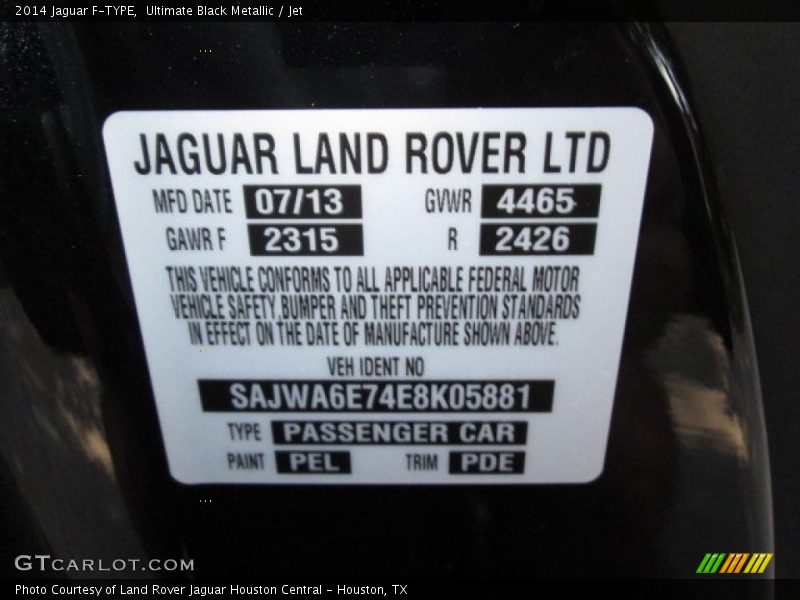 2014 Jaguar F-TYPE, Ultimate Black Metallic / Jet
JAGUAR LAND ROVER LTD
MFD DATE 07/13 GVWR 4465
GAWR F 2315 R 2426
THIS VEHICLE CONFORMS TO ALL APPLICABLE FEDERAL MOTOR
VEHICLE SAFETY,BUMPER AND THEFT PREVENTION STANDARDS
IN EFFECT ON THE DATE OF MANUFACTURE SHOWN ABOVE.
VEH IDENT NO
SAJWA6E74E8K05881
TYPE PASSENGER CAR
PAINT PEL TRIM PDE
GTCARLOT.COM
Photo Courtesy of Land Rover Jaguar Houston Central - Houston, TX